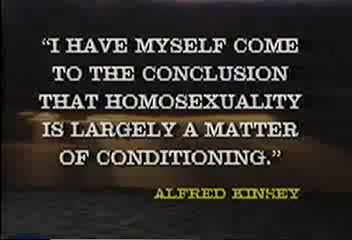 "I HAVE MYSELF COME
TO THE CONCLUSION
THAT HOMOSEXUALITY
IS LARGELY A MATTER
OF CONDITIONING."
ALFRED KINSEY